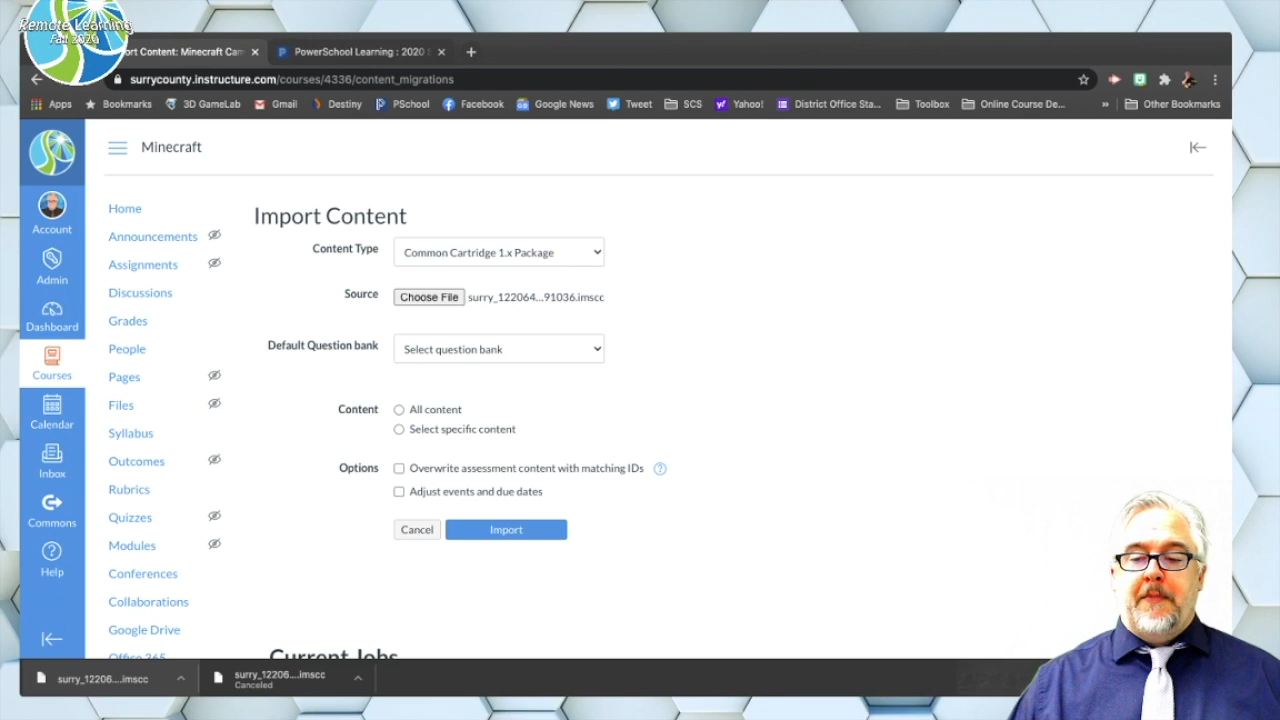 Remote Learning
Fall 2020
ort Content: Minecraft Cam
PowerSchool Learning : 2020
surrycounty.instructure.com/courses/4336/content_migrations
Apps Bookmarks 3D GameLab Gmail Destiny PSchool Facebook Google News Tweet SCS Yahoo! District Office Sta... Toolbox Online Course De... » Other Bookmarks
Minecraft
Account
Admin
Dashboard
Courses
Calendar
Inbox
Commons
Help
Home
Announcements
Assignments
Discussions
Grades
People
Pages
Files
Syllabus
Outcomes
Rubrics
Quizzes
Modules
Conferences
Collaborations
Google Drive
Office 365
Import Content
Content Type Common Cartridge 1.x Package
Source Choose File surry_122064...91036.imscc
Default Question bank Select question bank
Content All content
Select specific content
Options Overwrite assessment content with matching IDs ?
Adjust events and due dates
Cancel Import
Current Jobs
surry_12206....imscc
surry_12206....imscc
Canceled